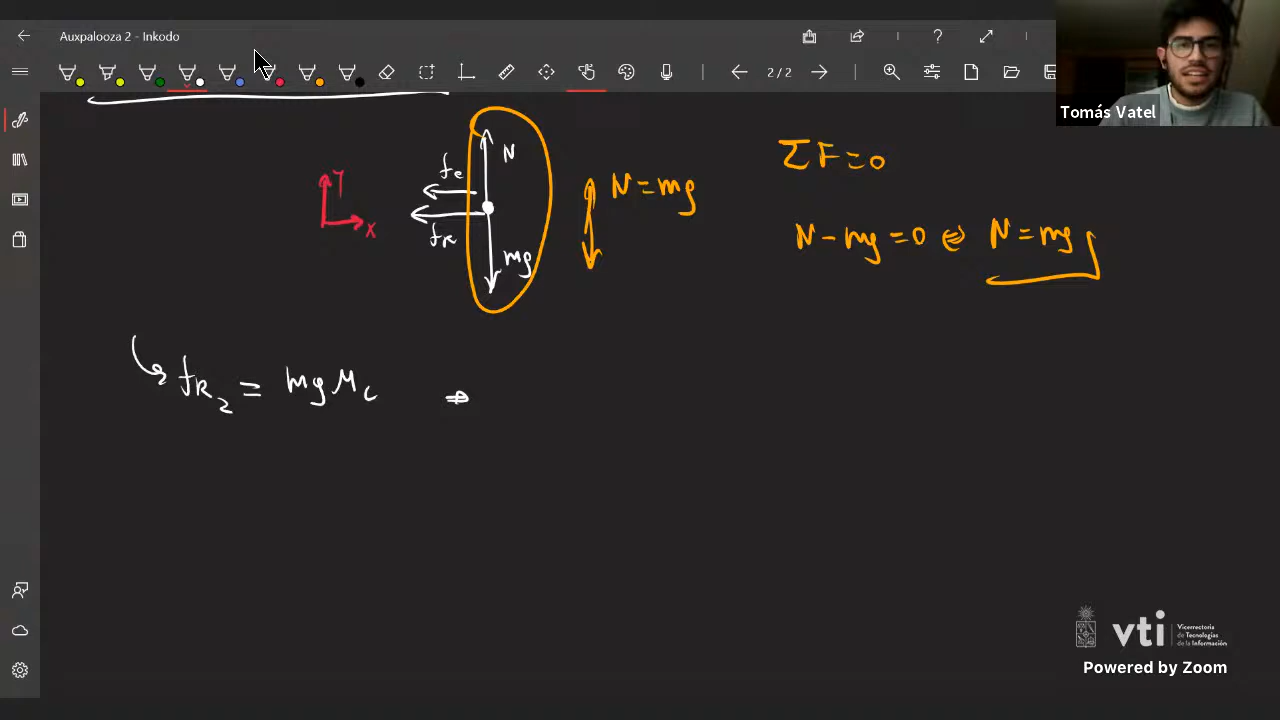 Auxpalooza 2 - Inkodo
2 / 2
Tomás Vatel
N
fe
fR
mg
Y
X
N = mg
ΣF = 0
N - mg = 0 ⇔ N = mg
fR₂ = mg μc ⇒
vti
Vicerrectoría
de Tecnologías
de la Información
Powered by Zoom